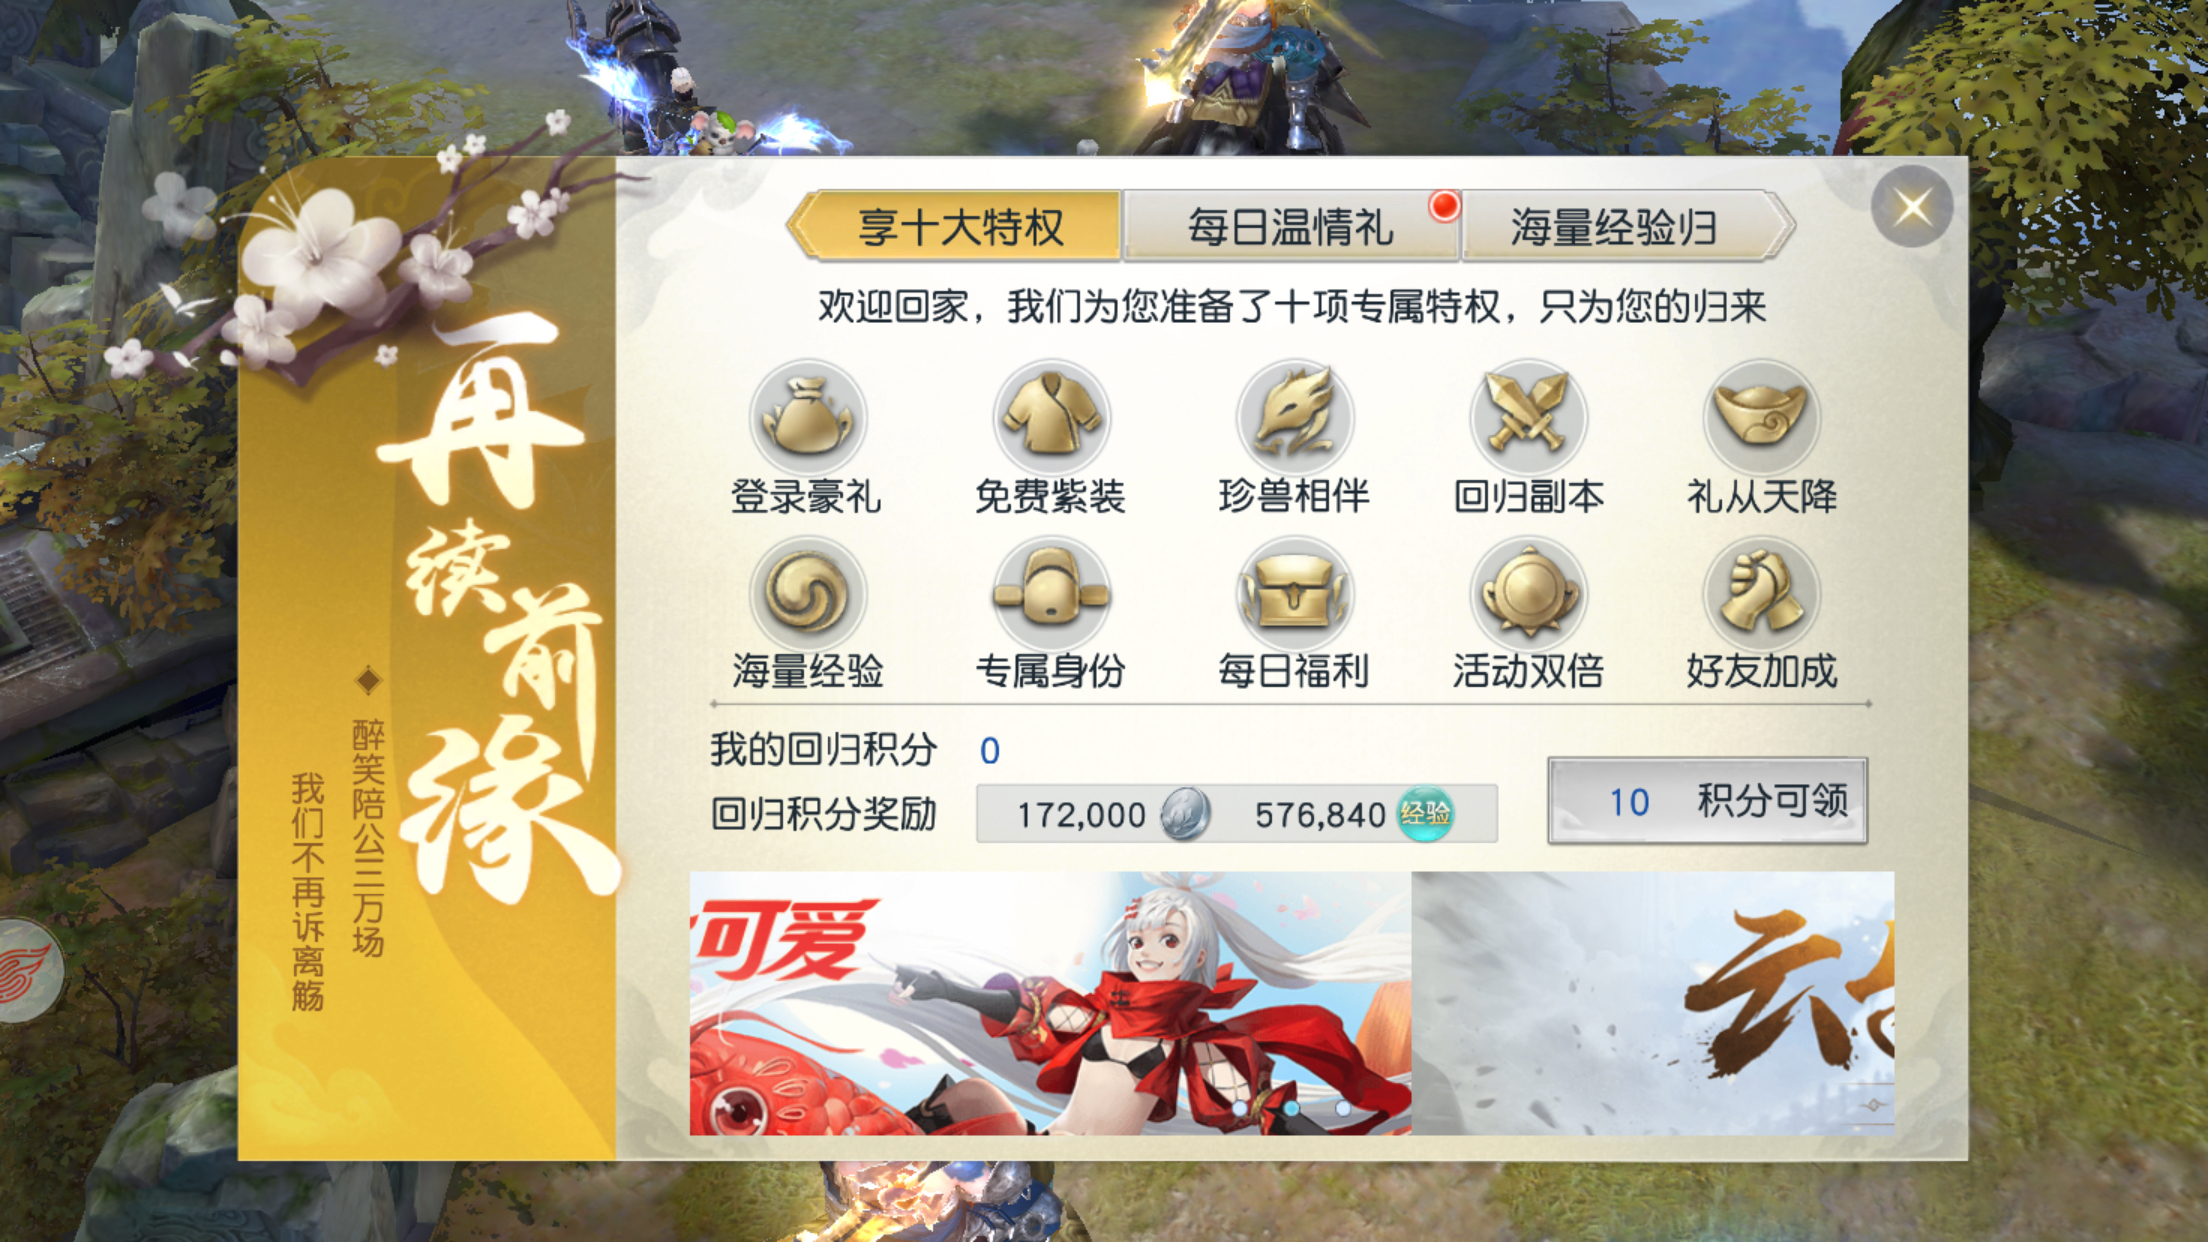 再续前缘
醉笑陪公三万场
我们不再诉离觞
享十大特权
每日温情礼
海量经验归
欢迎回家，我们为您准备了十项专属特权，只为您的归来
登录豪礼
免费紫装
珍兽相伴
回归副本
礼从天降
海量经验
专属身份
每日福利
活动双倍
好友加成
我的回归积分 0
回归积分奖励 172,000 576,840 经验
10 积分可领
可爱
云